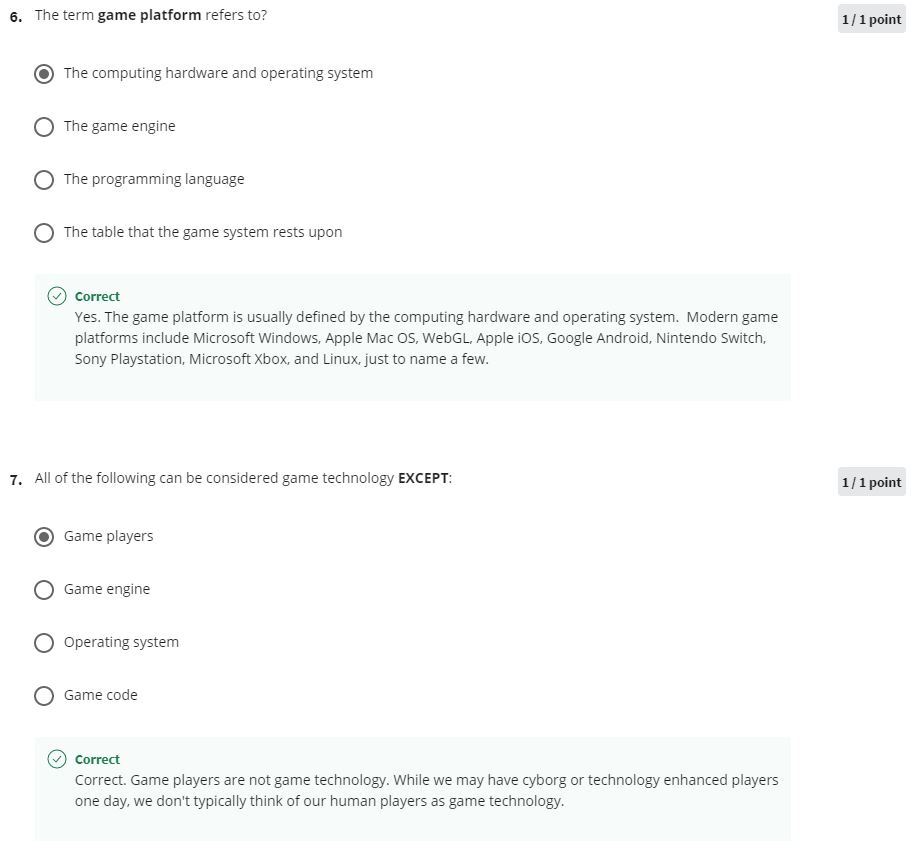 6. The term game platform refers to?
1 / 1 point
The computing hardware and operating system
The game engine
The programming language
The table that the game system rests upon
Correct
Yes. The game platform is usually defined by the computing hardware and operating system.  Modern game
platforms include Microsoft Windows, Apple Mac OS, WebGL, Apple iOS, Google Android, Nintendo Switch,
Sony Playstation, Microsoft Xbox, and Linux, just to name a few.
7. All of the following can be considered game technology EXCEPT:
1 / 1 point
Game players
Game engine
Operating system
Game code
Correct
Correct. Game players are not game technology. While we may have cyborg or technology enhanced players
one day, we don't typically think of our human players as game technology.